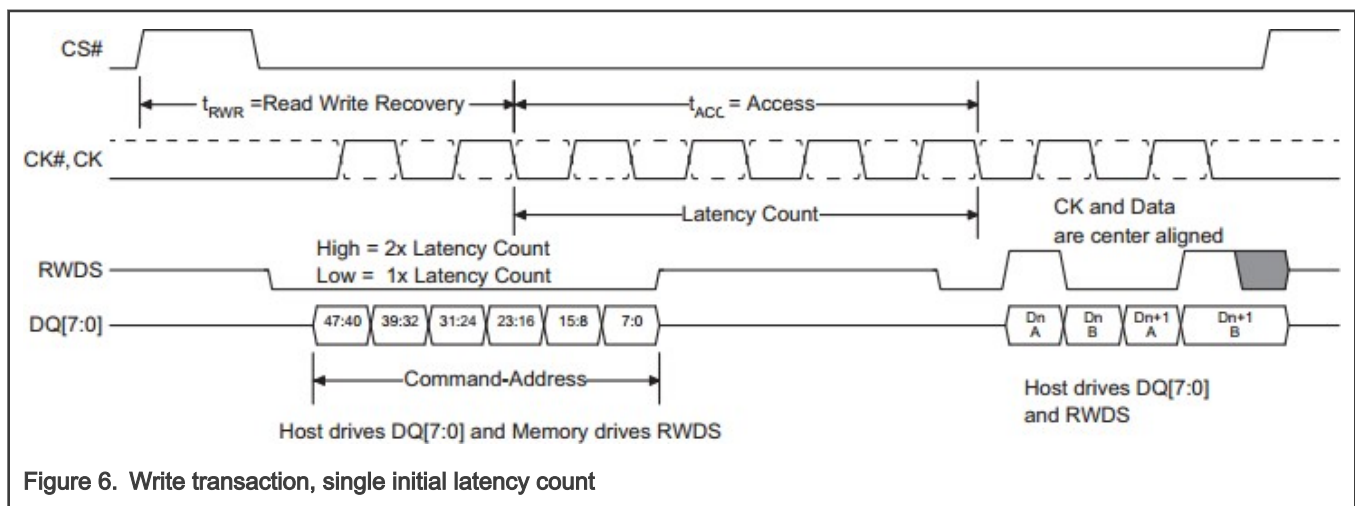 CS#
tRWR =Read Write Recovery
tACC = Access
CK#, CK
Latency Count
CK and Data
are center aligned
High = 2x Latency Count
Low = 1x Latency Count
RWDS
DQ[7:0]
47:40 39:32 31:24 23:16 15:8 7:0
Dn
A
Dn
B
Dn+1
A
Dn+1
B
Command-Address
Host drives DQ[7:0]
and RWDS
Host drives DQ[7:0] and Memory drives RWDS
Figure 6. Write transaction, single initial latency count